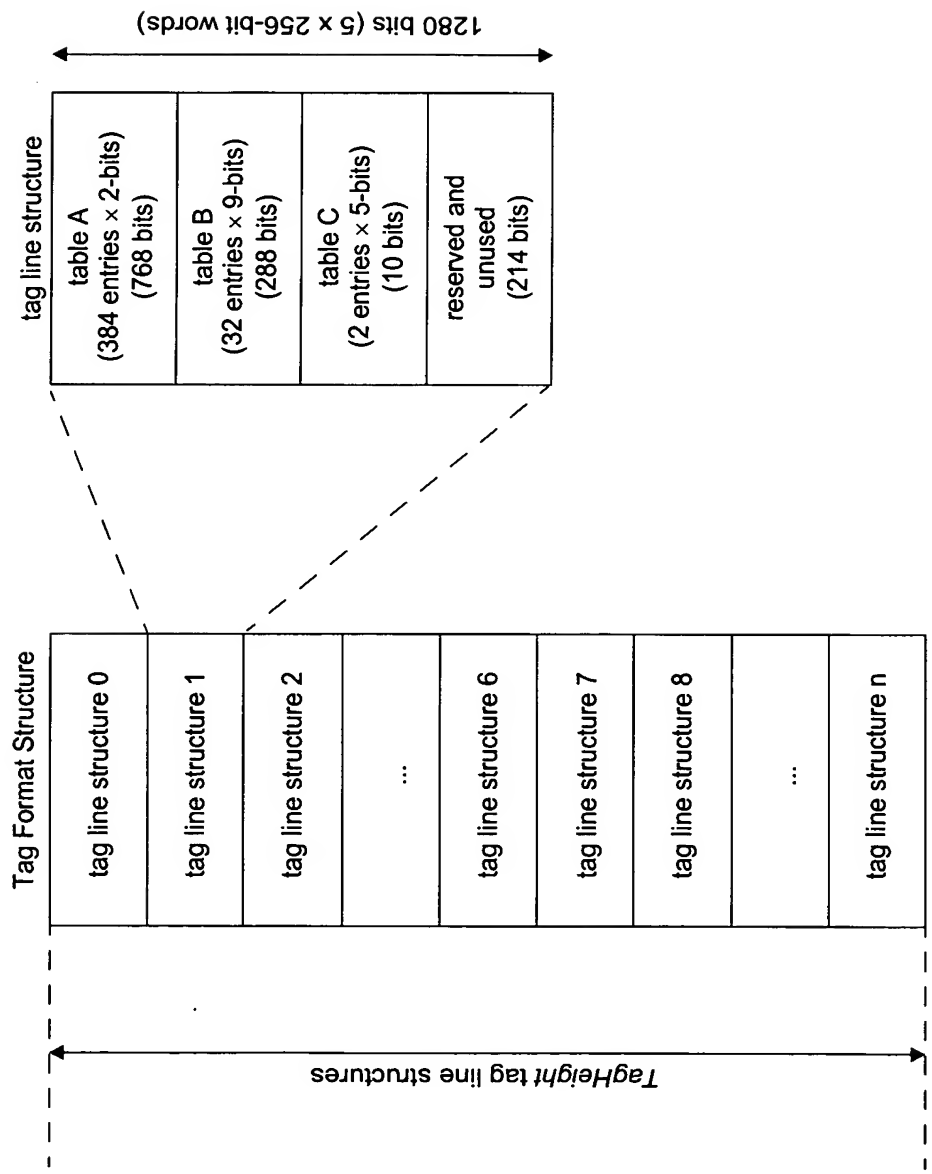 Tag Format Structure
tag line structure 0
tag line structure 1
tag line structure 2
...
tag line structure 6
tag line structure 7
tag line structure 8
...
tag line structure n
TagHeight tag line structures
tag line structure
table A
(384 entries × 2-bits)
(768 bits)
table B
(32 entries × 9-bits)
(288 bits)
table C
(2 entries × 5-bits)
(10 bits)
reserved and
unused
(214 bits)
1280 bits (5 x 256-bit words)